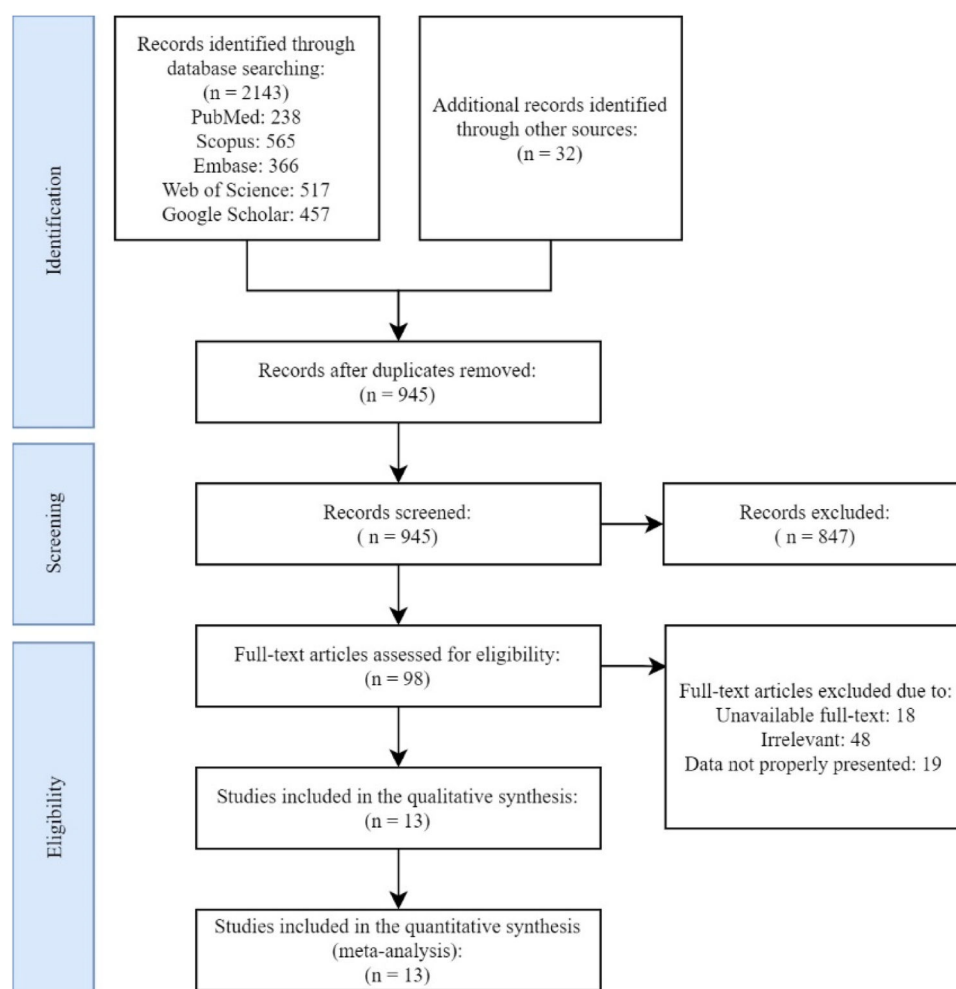 Identification
Records identified through
database searching:
(n = 2143)
PubMed: 238
Scopus: 565
Embase: 366
Web of Science: 517
Google Scholar: 457
Additional records identified
through other sources:
(n = 32)
Records after duplicates removed:
(n = 945)
Screening
Records screened:
( n = 945)
Records excluded:
( n = 847)
Eligibility
Full-text articles assessed for eligibility:
(n = 98)
Full-text articles excluded due to:
Unavailable full-text: 18
Irrelevant: 48
Data not properly presented: 19
Studies included in the qualitative synthesis:
(n = 13)
Studies included in the quantitative synthesis
(meta-analysis):
(n = 13)